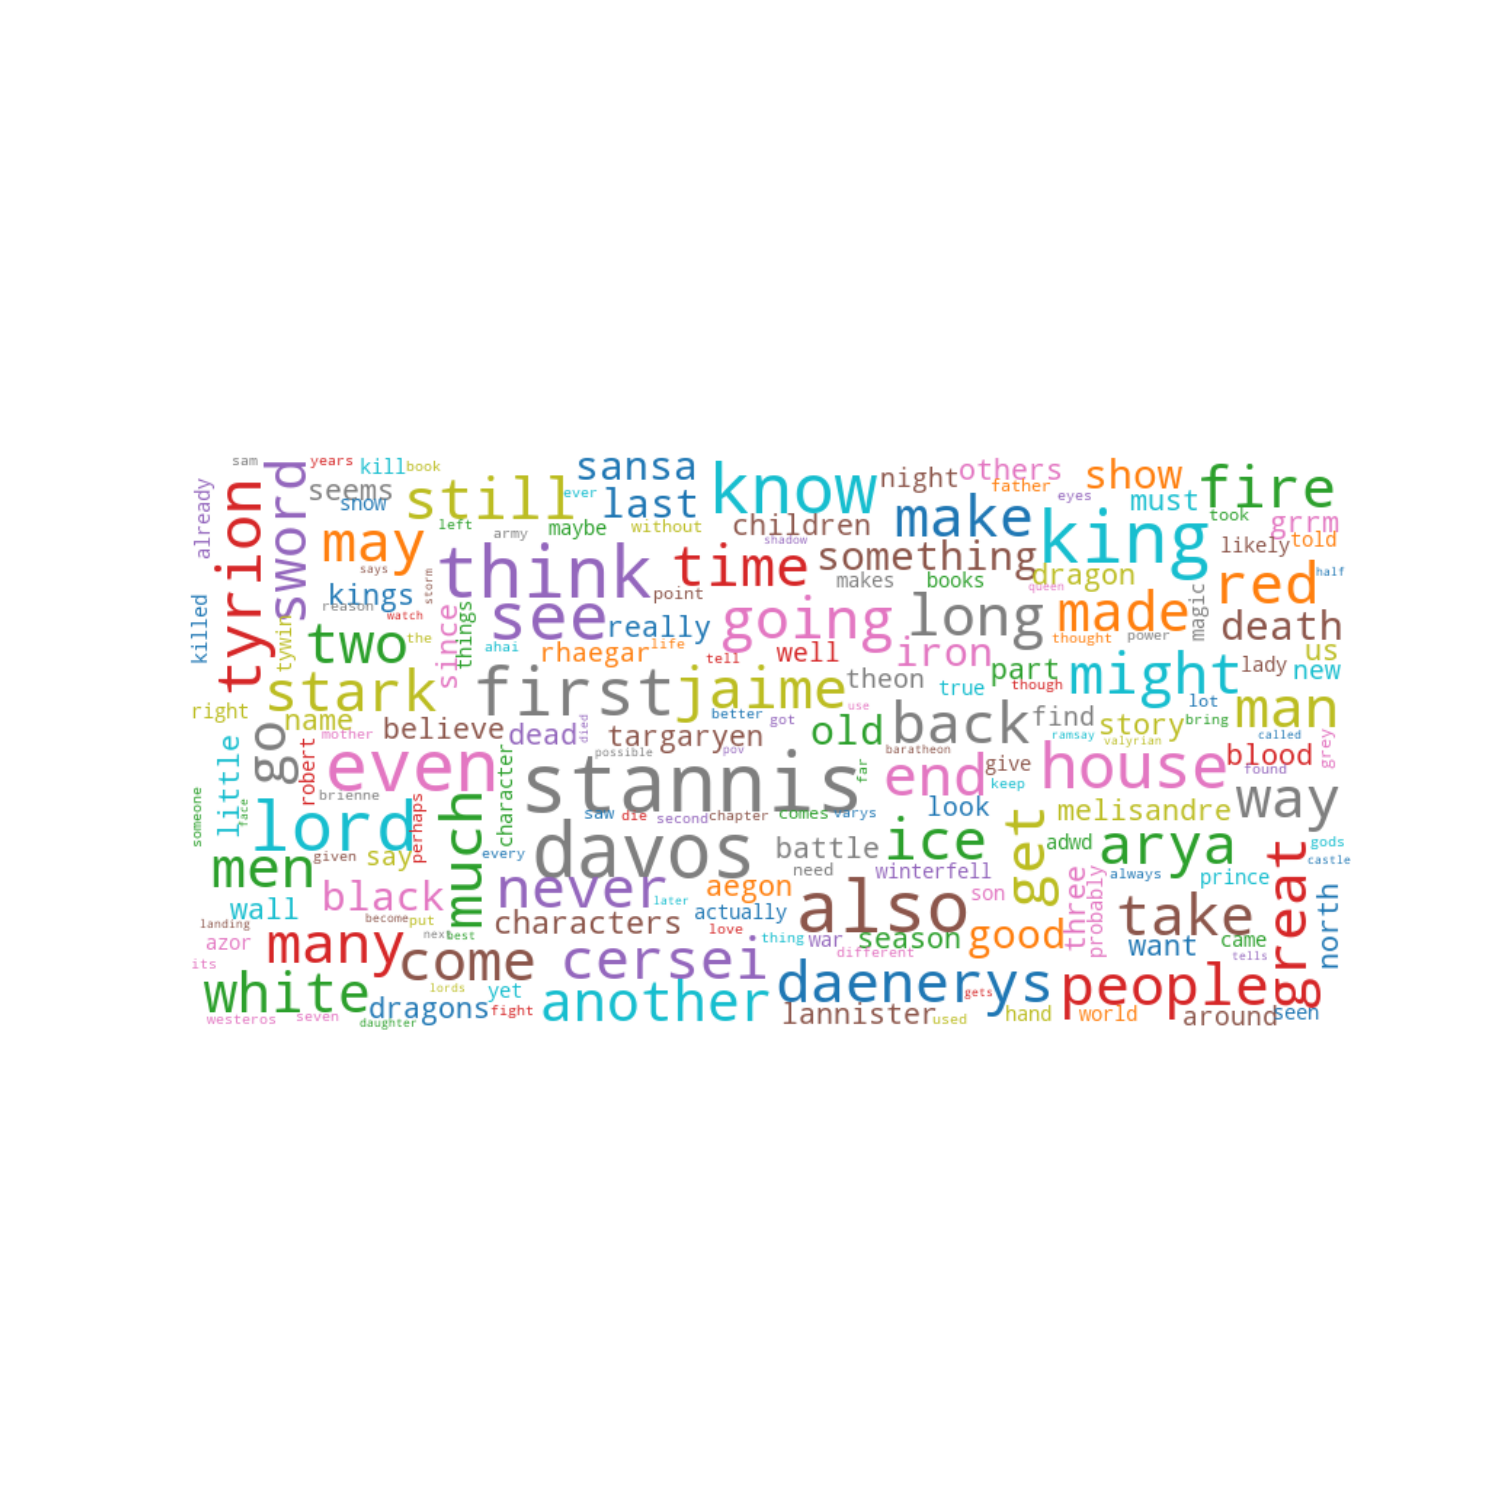 sam
years
kill
book
sansa
know
night
others
show
fire
already
tyrion
sword
seems
snow
still
ever
last
father
eyes
must
took
grrm
left
army
maybe
without
children
shadow
make
king
likely
told
may
says
think
time
something
makes
books
dragon
queen
red
half
killed
kings
reason
storm
watch
point
see
going
long
made
magic
death
tywin
two
the
since
things
ahai
really
rhaegar
life
tell
well
iron
thought
power
us
stark
first
jaime
theon
true
part
though
might
lady
new
right
name
go
mother
believe
dead
died
better
got
use
old
back
find
ramsay
story
valyrian
lot
bring
man
called
targaryen
possible
pov
baratheon
little
robert
even
character
stannis
far
end
give
keep
house
blood
found
grey
someone
face
brienne
lord
perhaps
much
saw
die
second
chapter
comes
varys
look
get
melisandre
way
men
given
say
every
davos
battle
need
ice
adwd
arya
great
gods
castle
wall
black
never
later
aegon
winterfell
son
three
probably
always
prince
north
landing
become
put
next
best
characters
actually
love
also
take
azor
its
many
come
cersei
thing
war
different
season
good
want
came
tells
white
lords
yet
another
daenerys
gets
people
westeros
seven
dragons
daughter
fight
lannister
used
hand
world
around
seen